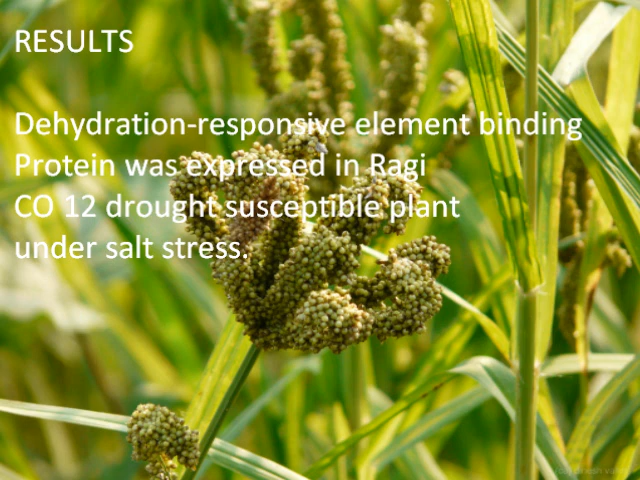 RESULTS
Dehydration-responsive element binding
Protein was expressed in Ragi
CO 12 drought susceptible plant
under salt stress.